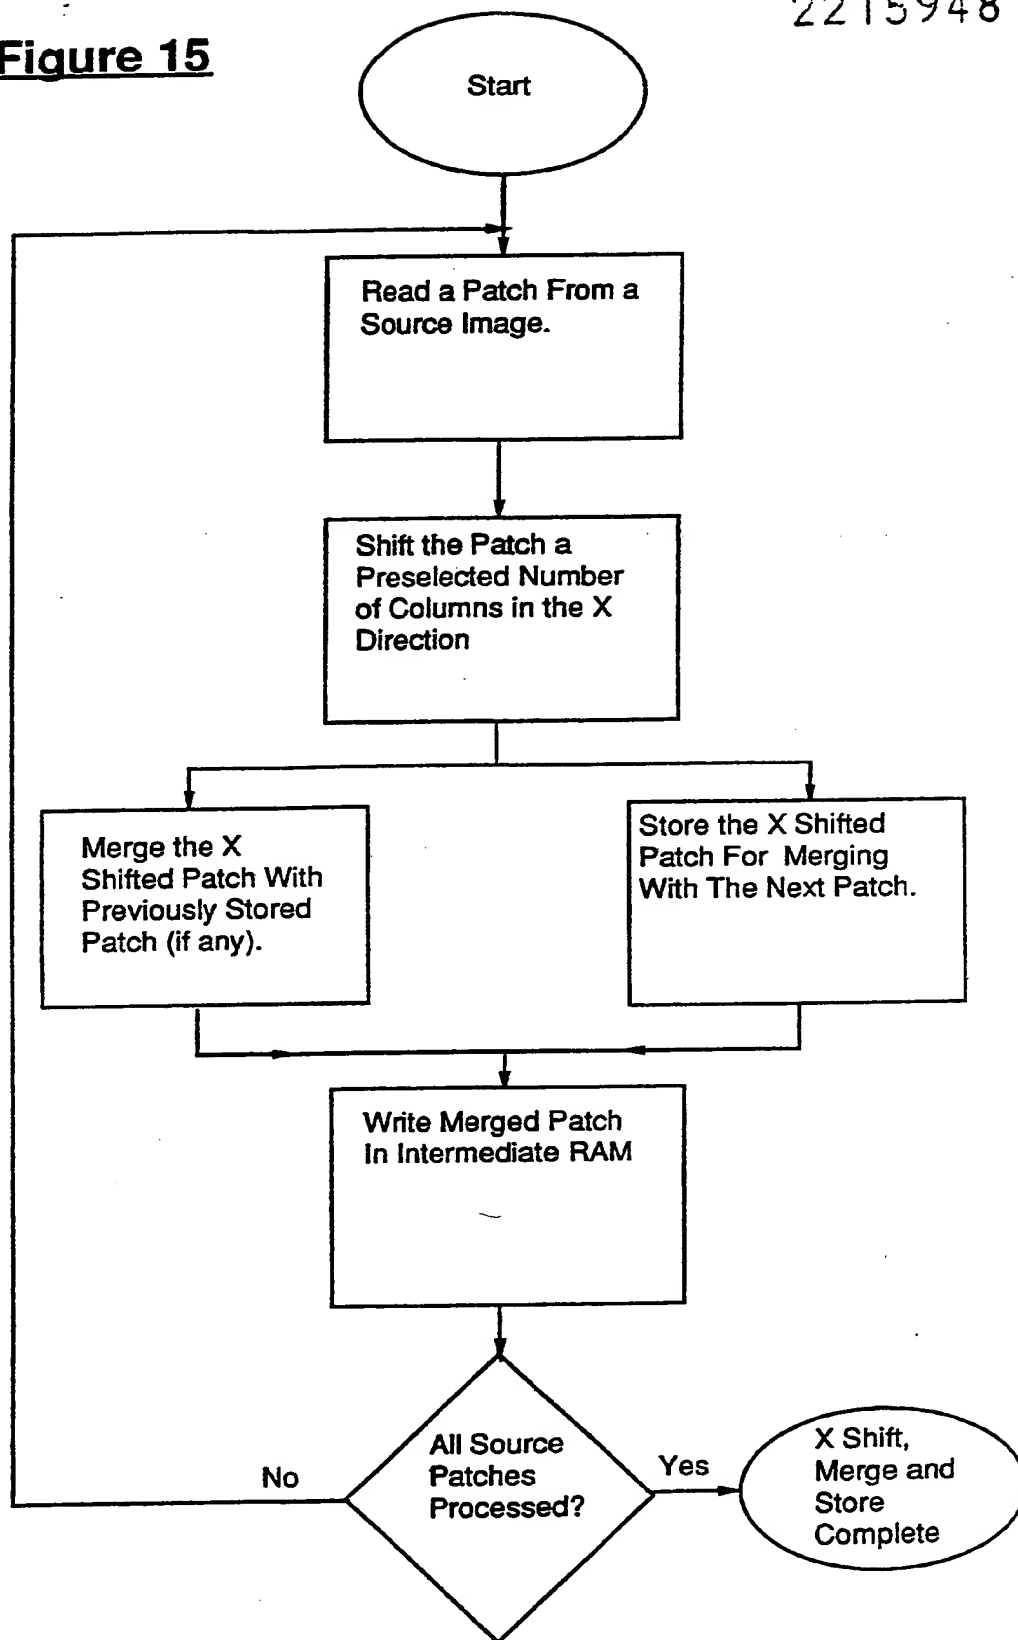 2215948
Figure 15
Start
Read a Patch From a
Source Image.
Shift the Patch a
Preselected Number
of Columns in the X
Direction
Merge the X
Shifted Patch With
Previously Stored
Patch (if any).
Store the X Shifted
Patch For Merging
With The Next Patch.
Write Merged Patch
In Intermediate RAM
All Source
Patches
Processed?
No
Yes
X Shift,
Merge and
Store
Complete